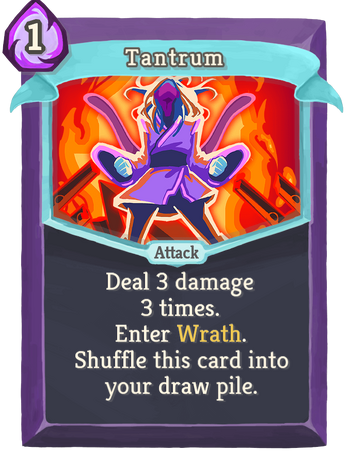 1
Tantrum
Attack
Deal 3 damage
3 times.
Enter Wrath.
Shuffle this card into
your draw pile.